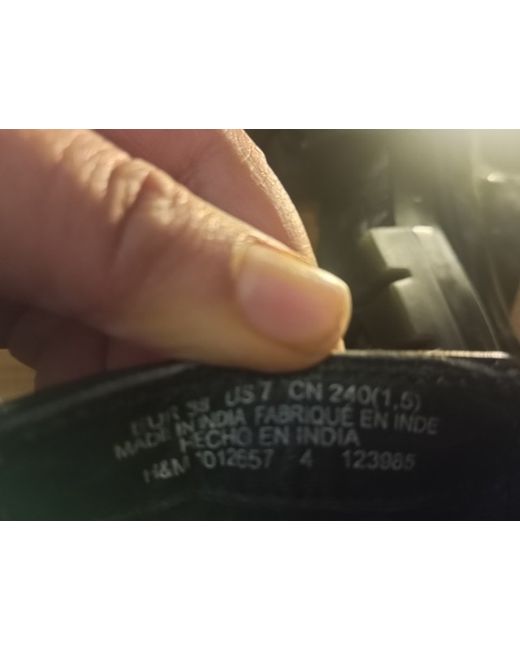 EUR 38 US 7 CN 240(1,5)
MADE IN INDIA FABRIQUÉ EN INDE
HECHO EN INDIA
H&M 4 123985